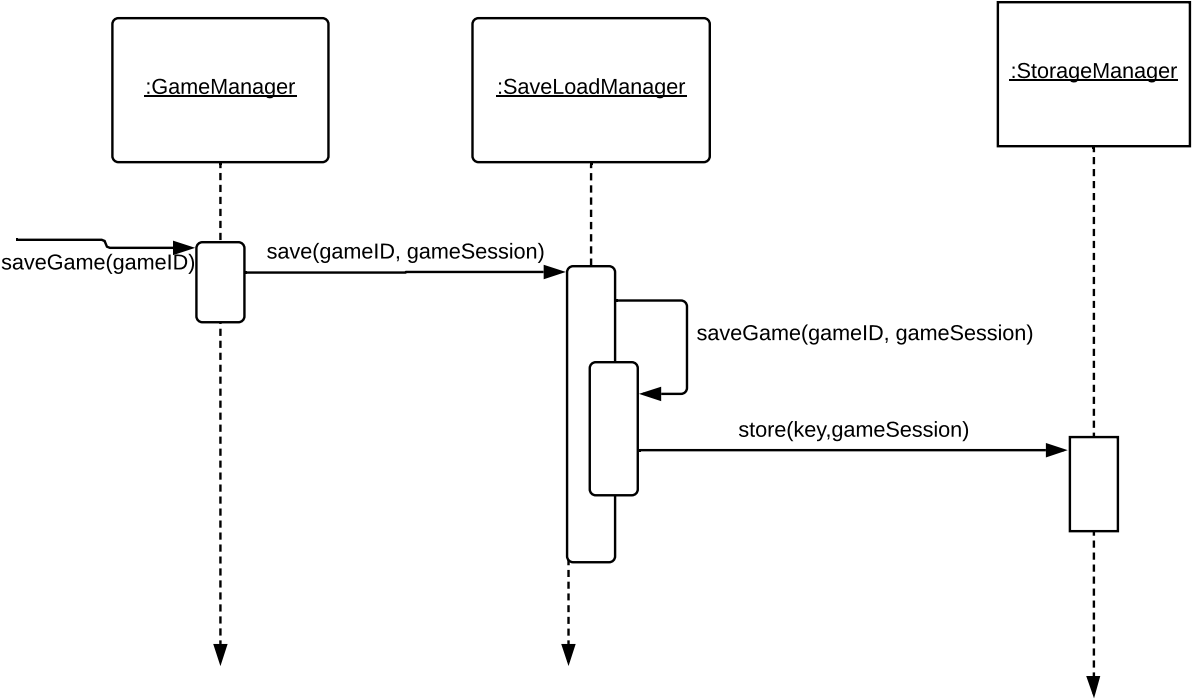 :GameManager
:SaveLoadManager
:StorageManager
saveGame(gameID)
save(gameID, gameSession)
saveGame(gameID, gameSession)
store(key,gameSession)